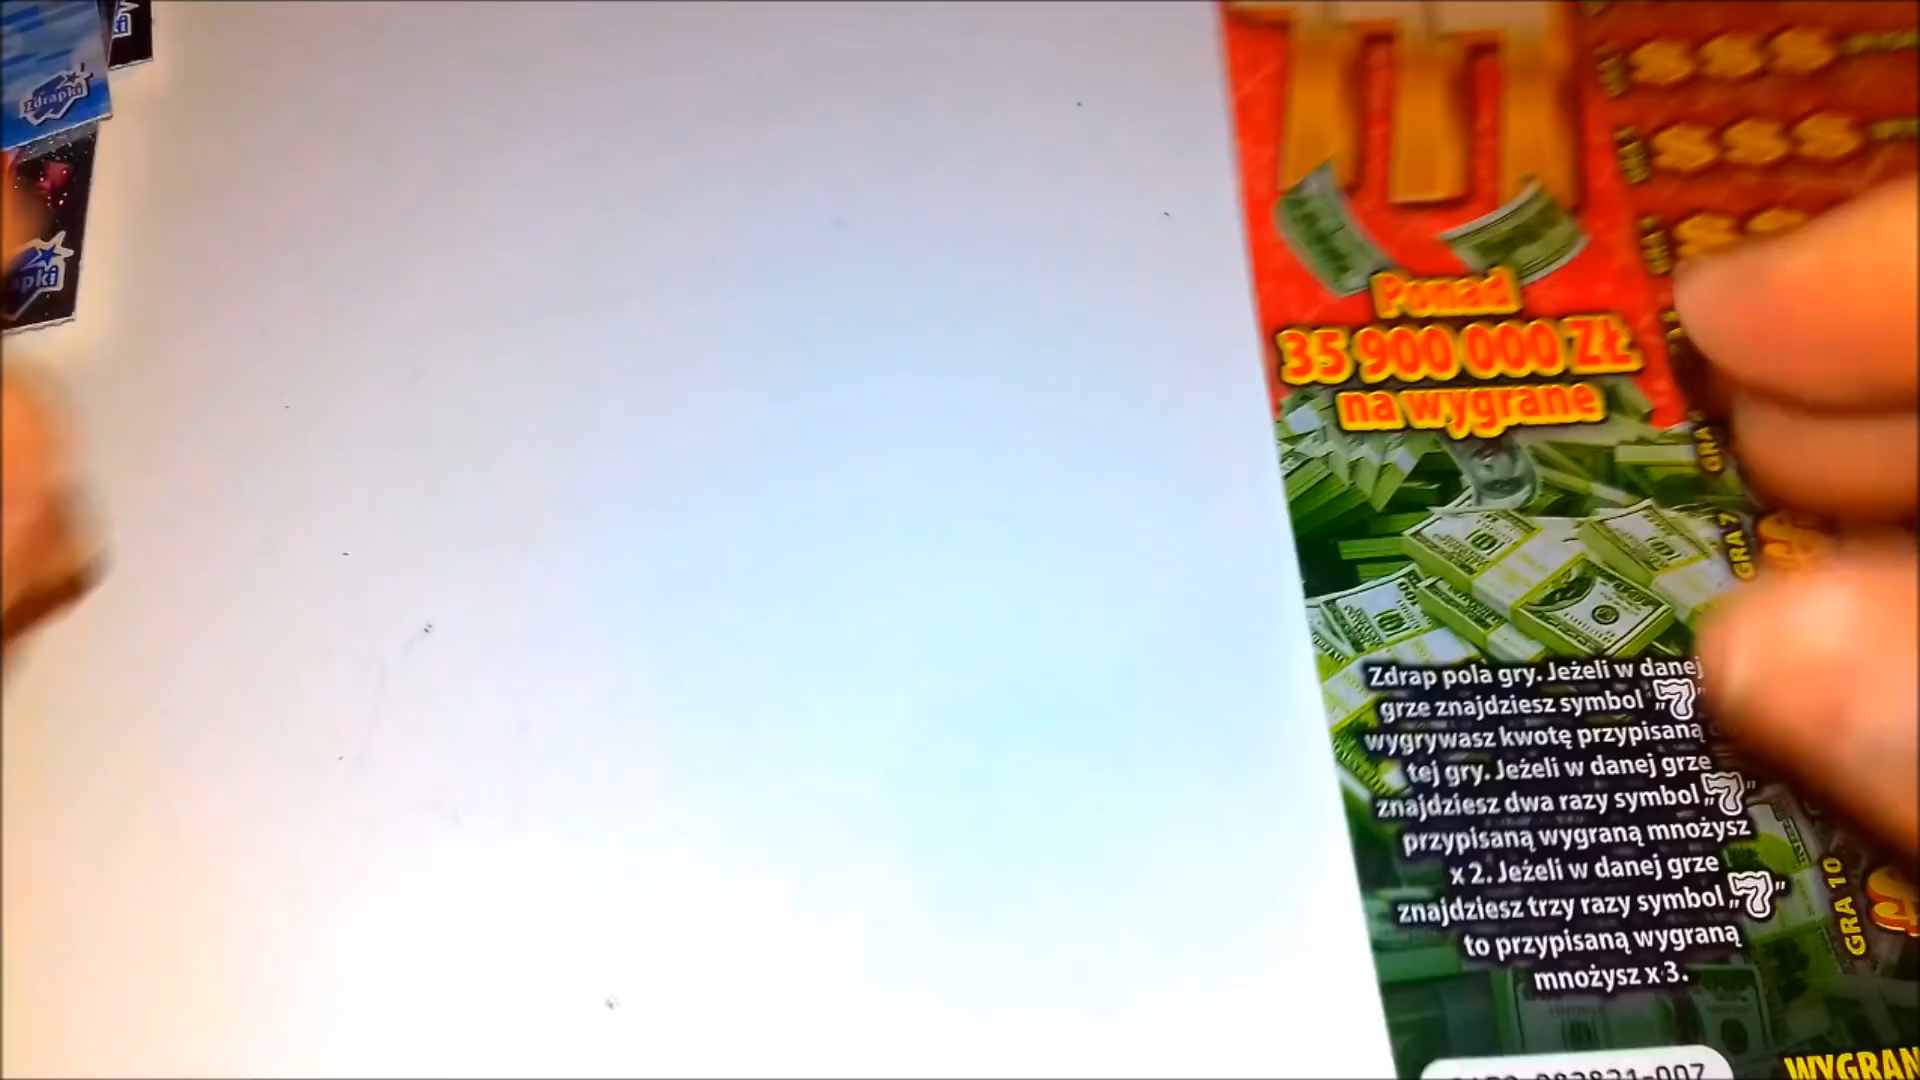 Zdrapki
apki
Ponad
35 900 000 ZŁ
na wygrane
Zdrap pola gry. Jeżeli w danej
grze znajdziesz symbol „7”
wygrywasz kwotę przypisaną
tej gry. Jeżeli w danej grze
znajdziesz dwa razy symbol „7”
przypisaną wygraną mnożysz
x 2. Jeżeli w danej grze
znajdziesz trzy razy symbol „7”
to przypisaną wygraną
mnożysz x 3.
GRA 7
GRA 10
WYGRAN